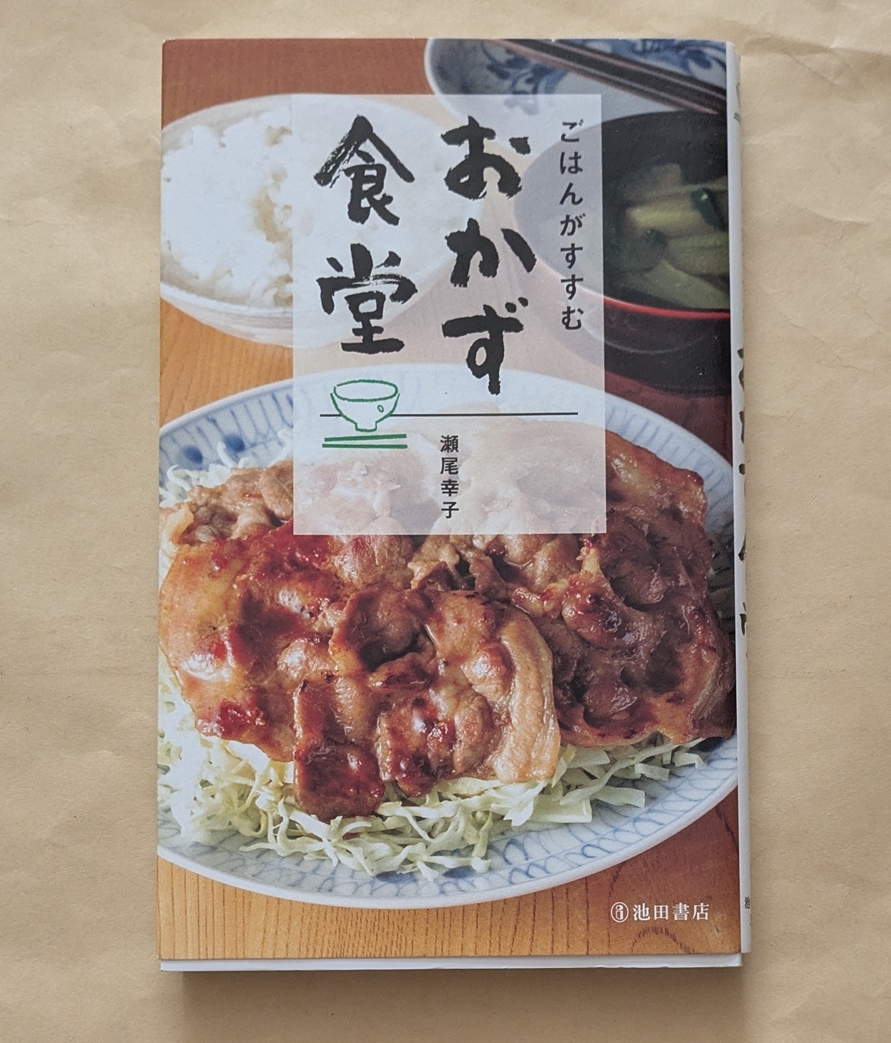 ごはんがすすむ
おかず
食堂
瀬尾幸子
池田書店